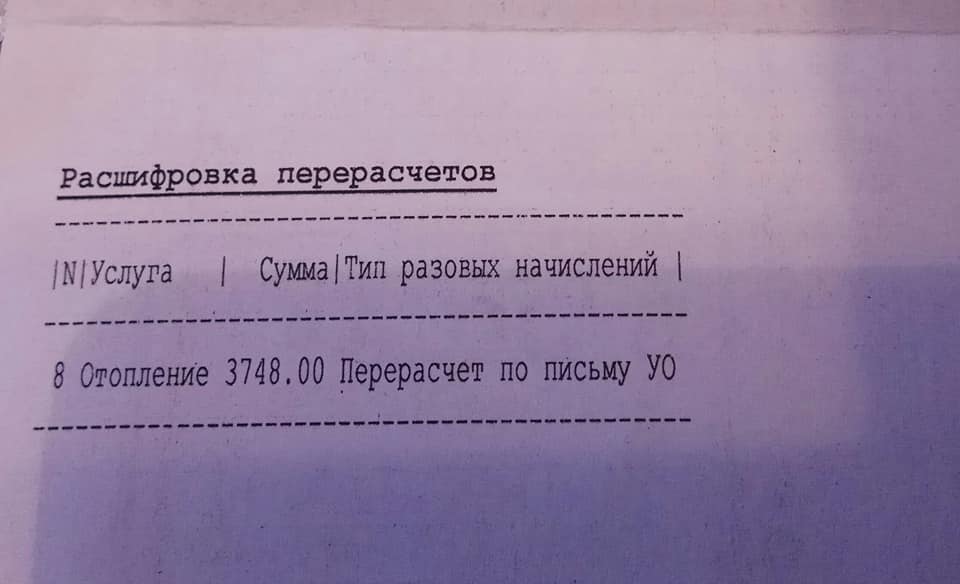 Расшифровка перерасчетов
--------------------------------------------------
|N|Услуга | Сумма|Тип разовых начислений |
--------------------------------------------------
8 Отопление 3748.00 Перерасчет по письму УО
--------------------------------------------------